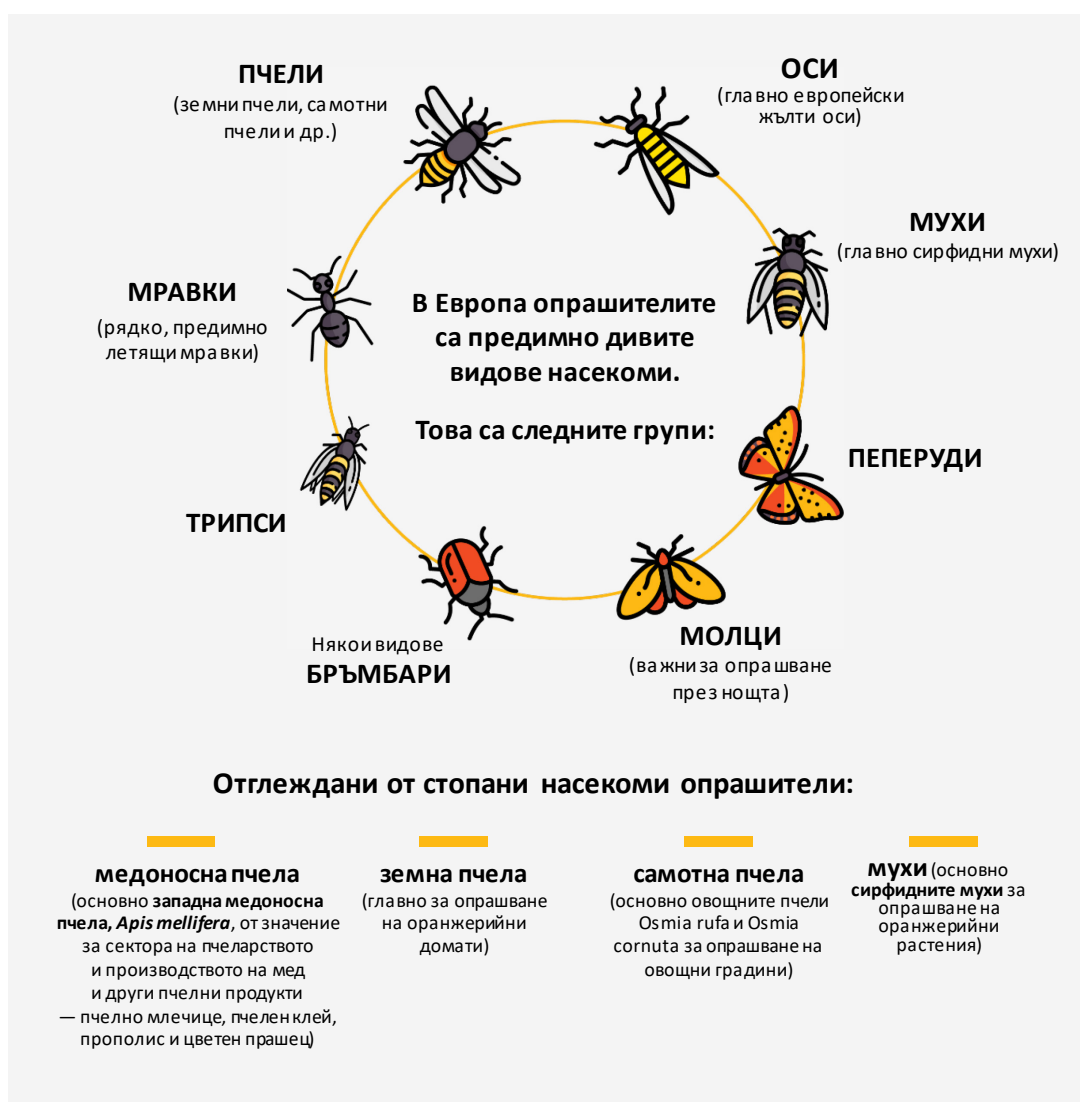 ПЧЕЛИ
(земни пчели, самотни
пчели и др.)
ОСИ
(главно европейски
жълти оси)
МУХИ
(главно сирфидни мухи)
МРАВКИ
(рядко, предимно
летящи мравки)
В Европа опрашителите
са предимно дивите
видове насекоми.
Това са следните групи:
ПЕПЕРУДИ
ТРИПСИ
Някои видове
БРЪМБАРИ
МОЛЦИ
(важни за опрашване
през нощта)
Отглеждани от стопани насекоми опрашители:
медоносна пчела
(основно западна медоносна
пчела, Apis mellifera, от значение
за сектора на пчеларството
и производството на мед
и други пчелни продукти
— пчелно млечице, пчелен клей,
прополис и цветен прашец)
земна пчела
(главно за опрашване
на оранжерийни
домати)
самотна пчела
(основно овощните пчели
Osmia rufa и Osmia
cornuta за опрашване на
овощни градини)
мухи (основно
сирфидните мухи за
опрашване на
оранжерийни
растения)